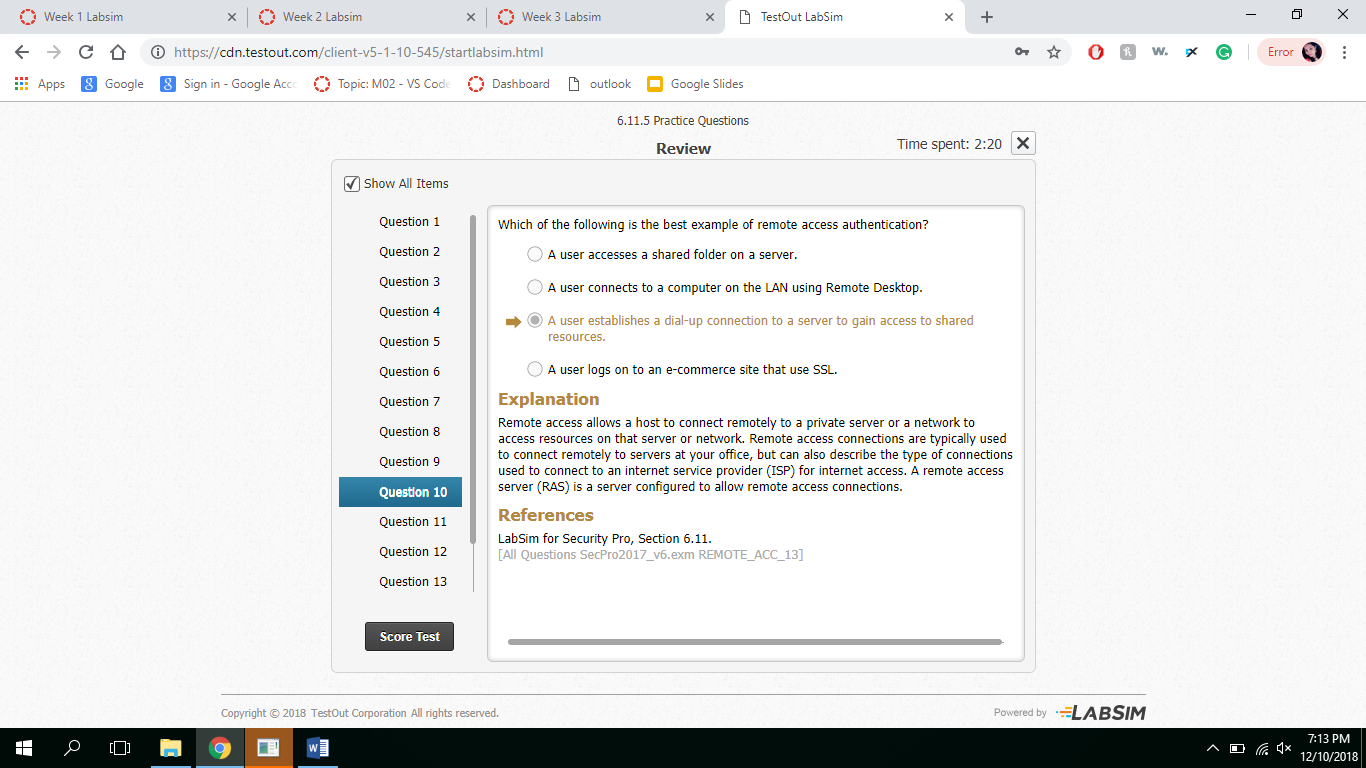 Week 1 Labsim
Week 2 Labsim
Week 3 Labsim
TestOut LabSim
https://cdn.testout.com/client-v5-1-10-545/startlabsim.html
Error
Apps
Google
Sign in - Google Acco
Topic: M02 - VS Code
Dashboard
outlook
Google Slides
6.11.5 Practice Questions
Review
Time spent: 2:20
Show All Items
Question 1
Question 2
Question 3
Question 4
Question 5
Question 6
Question 7
Question 8
Question 9
Question 10
Question 11
Question 12
Question 13
Score Test
Which of the following is the best example of remote access authentication?
A user accesses a shared folder on a server.
A user connects to a computer on the LAN using Remote Desktop.
A user establishes a dial-up connection to a server to gain access to shared
resources.
A user logs on to an e-commerce site that use SSL.
Explanation
Remote access allows a host to connect remotely to a private server or a network to
access resources on that server or network. Remote access connections are typically used
to connect remotely to servers at your office, but can also describe the type of connections
used to connect to an internet service provider (ISP) for internet access. A remote access
server (RAS) is a server configured to allow remote access connections.
References
LabSim for Security Pro, Section 6.11.
[All Questions SecPro2017_v6.exm REMOTE_ACC_13]
Copyright © 2018 TestOut Corporation All rights reserved.
Powered by LABSIM
7:13 PM
12/10/2018